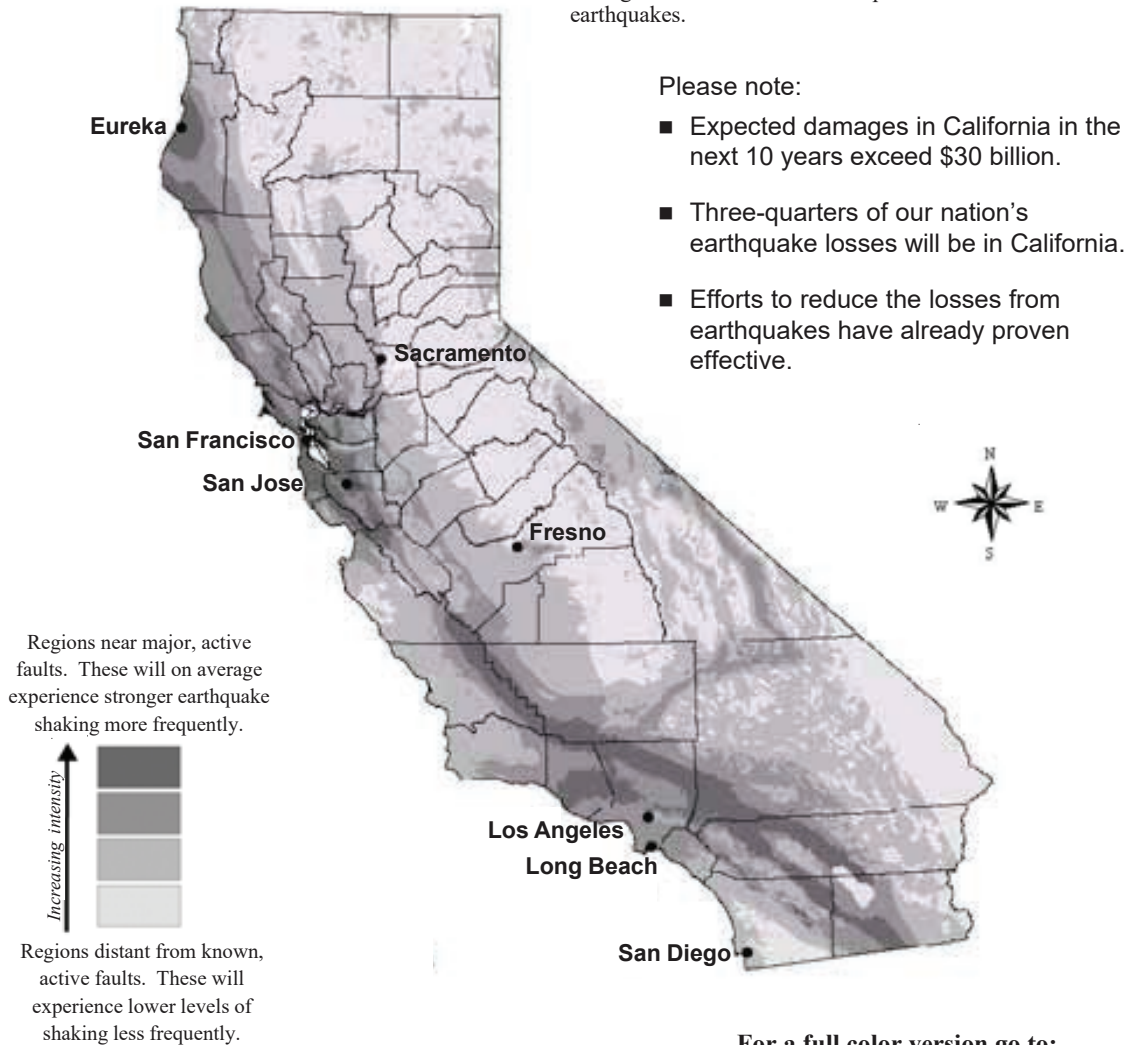 earthquakes.
Please note:
■ Expected damages in California in the
next 10 years exceed $30 billion.
■ Three-quarters of our nation’s
earthquake losses will be in California.
■ Efforts to reduce the losses from
earthquakes have already proven
effective.
Eureka
Sacramento
San Francisco
San Jose
Fresno
N
W
E
S
Regions near major, active
faults. These will on average
experience stronger earthquake
shaking more frequently.
Increasing intensity
Los Angeles
Long Beach
San Diego
Regions distant from known,
active faults. These will
experience lower levels of
shaking less frequently.
For a full color version go to: